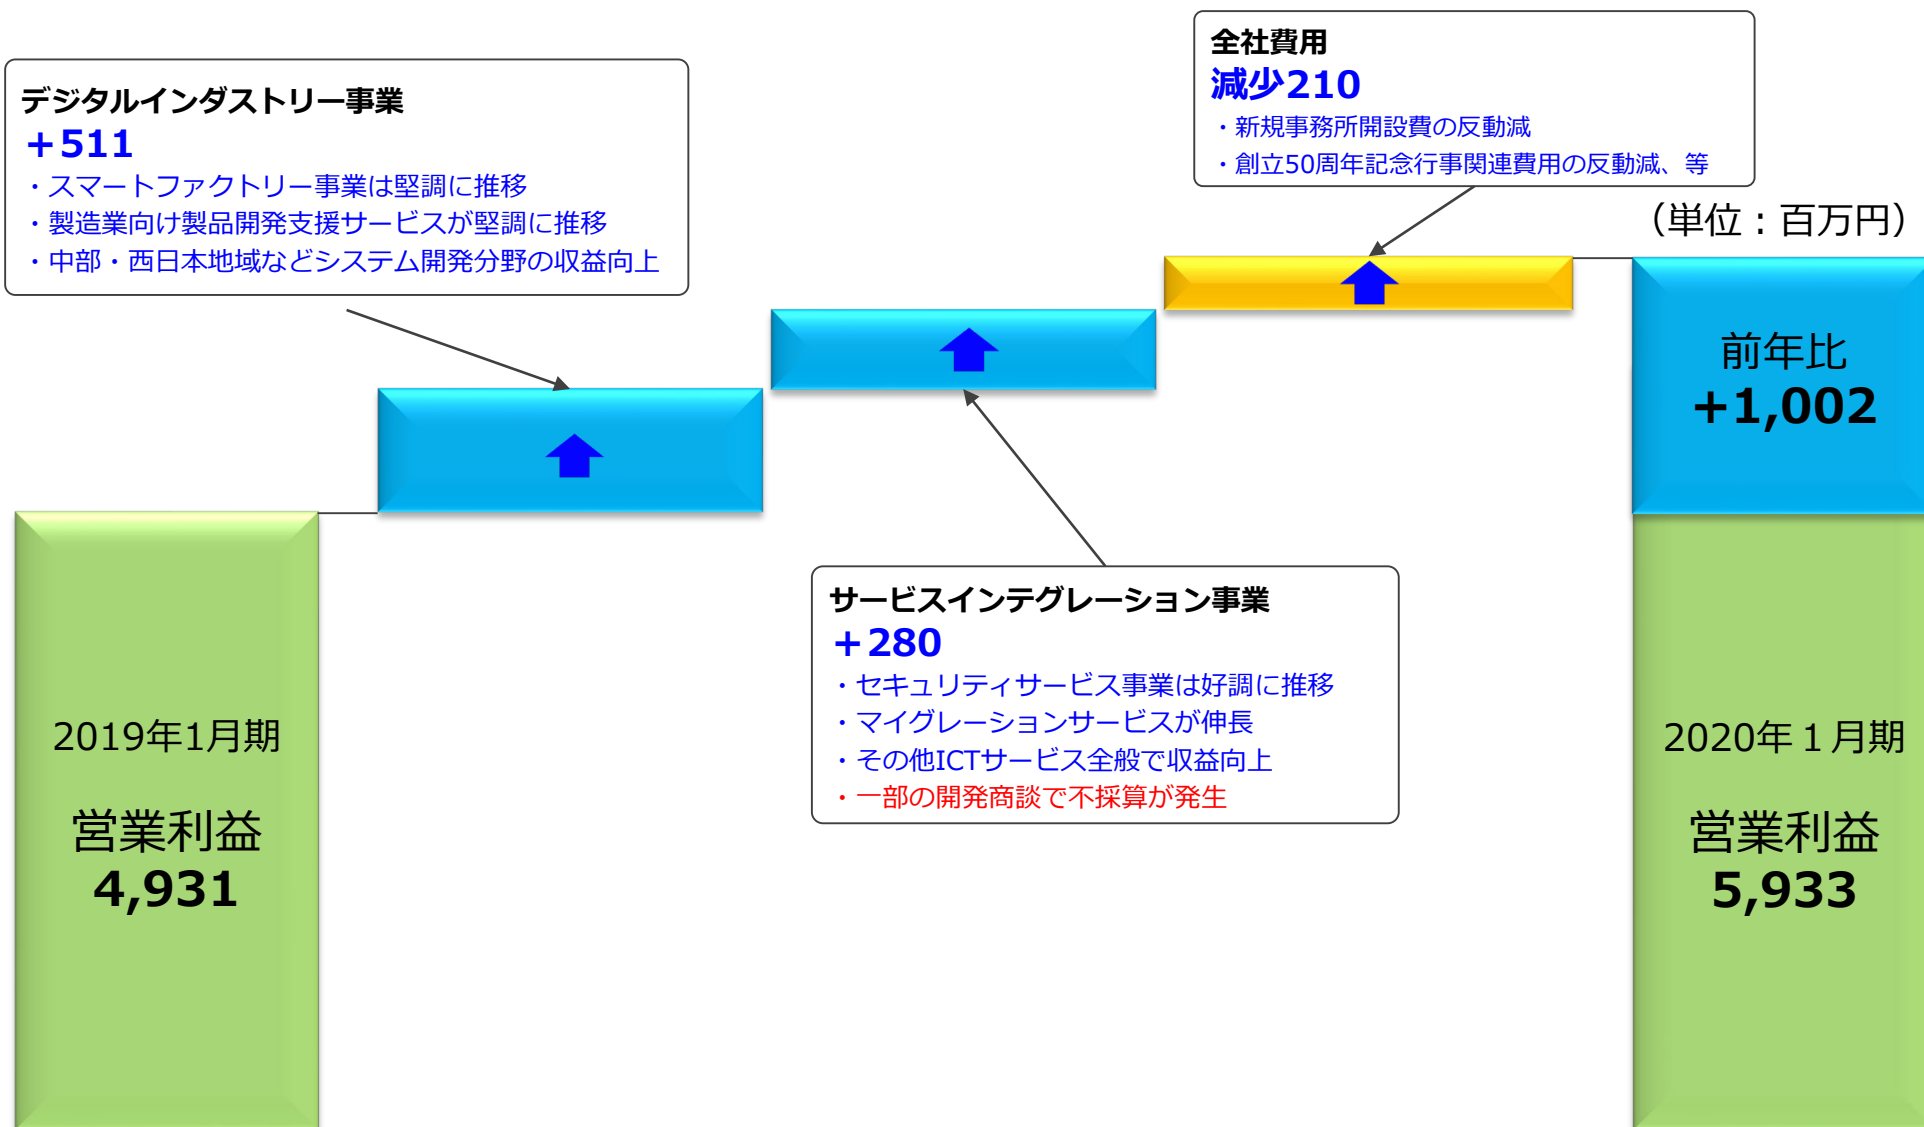 全社費用
減少210
・新規事務所開設費の反動減
・創立50周年記念行事関連費用の反動減、等
デジタルインダストリー事業
+511
・スマートファクトリー事業は堅調に推移
・製造業向け製品開発支援サービスが堅調に推移
・中部・西日本地域などシステム開発分野の収益向上
（単位：百万円）
前年比
+1,002
サービスインテグレーション事業
+280
・セキュリティサービス事業は好調に推移
・マイグレーションサービスが伸長
・その他ICTサービス全般で収益向上
・一部の開発商談で不採算が発生
2019年1月期
営業利益
4,931
2020年１月期
営業利益
5,933